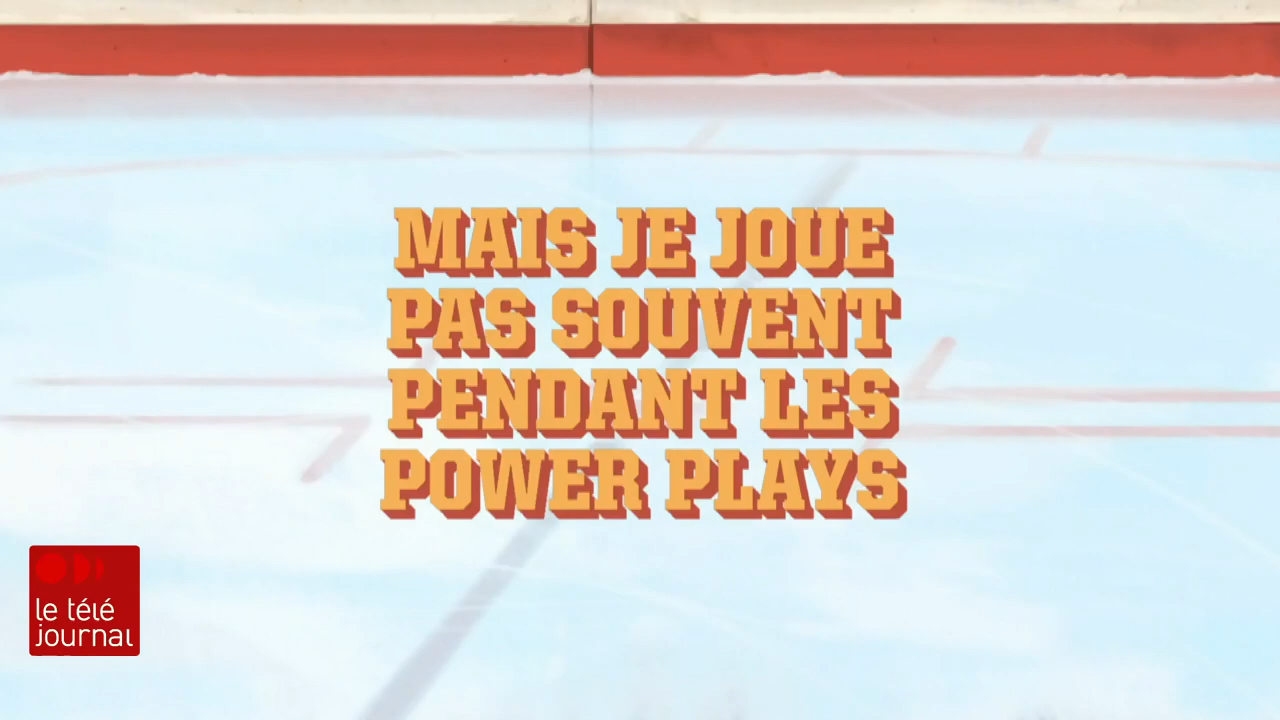 MAIS JE JOUE
PAS SOUVENT
PENDANT LES
POWER PLAYS
le télé
journal